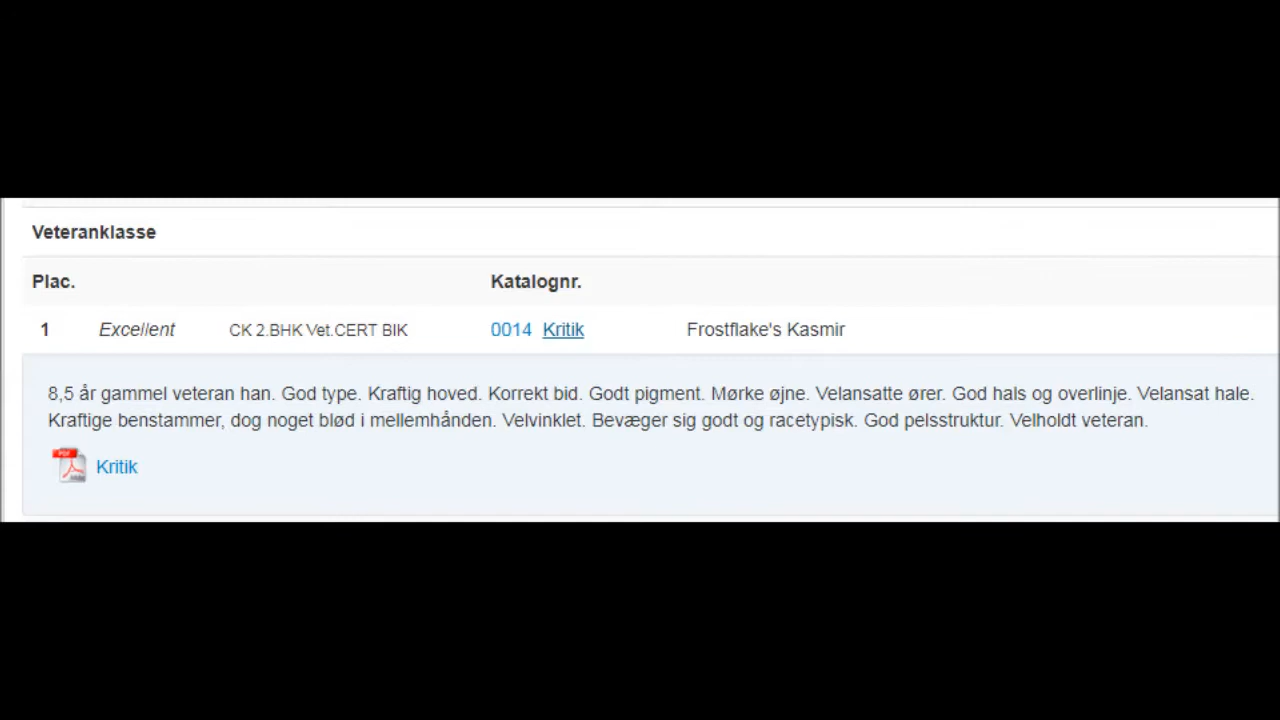 Veteranklasse
Plac. Katalognr.
1 Excellent CK 2.BHK Vet.CERT BIK 0014 Kritik Frostflake's Kasmir
8,5 år gammel veteran han. God type. Kraftig hoved. Korrekt bid. Godt pigment. Mørke øjne. Velansatte ører. God hals og overlinje. Velansat hale.
Kraftige benstammer, dog noget blød i mellemhånden. Velvinklet. Bevæger sig godt og racetypisk. God pelsstruktur. Velholdt veteran.
PDF Kritik